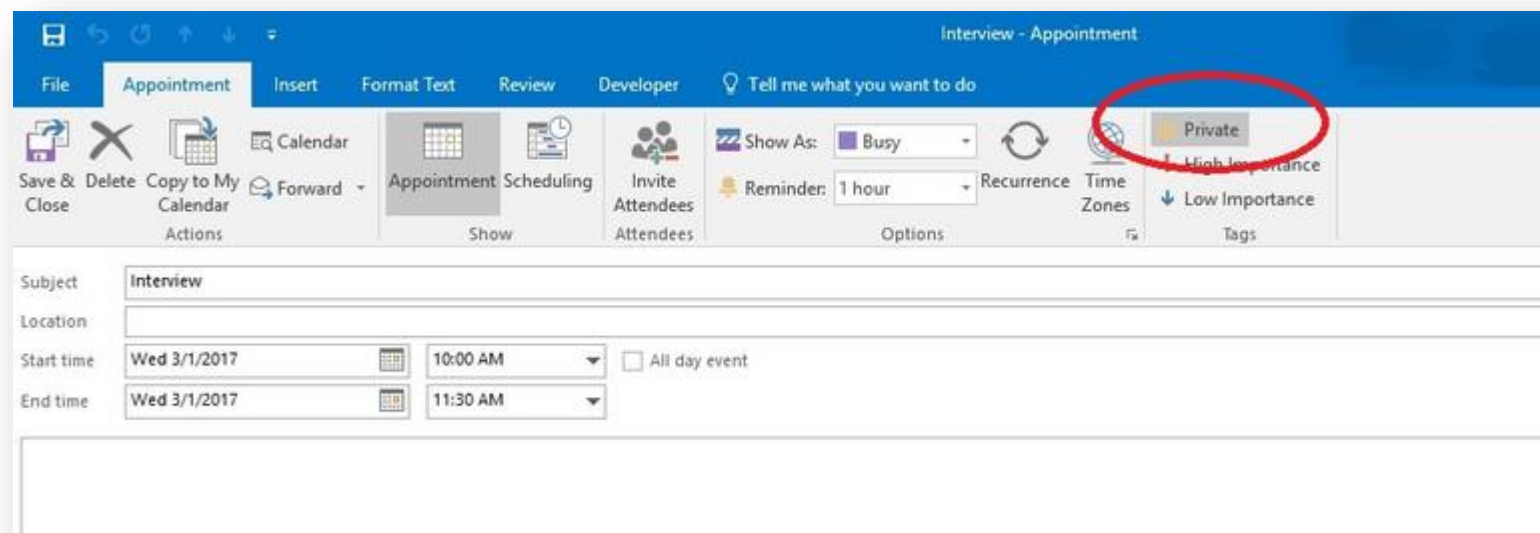 Interview - Appointment
File Appointment Insert Format Text Review Developer Tell me what you want to do
Save & Close
Delete
Copy to My Calendar
Calendar
Forward
Actions
Appointment
Scheduling
Show
Invite Attendees
Attendees
Show As: Busy
Reminder: 1 hour
Recurrence
Time Zones
Options
Private
High Importance
Low Importance
Tags
Subject Interview
Location
Start time Wed 3/1/2017 10:00 AM All day event
End time Wed 3/1/2017 11:30 AM